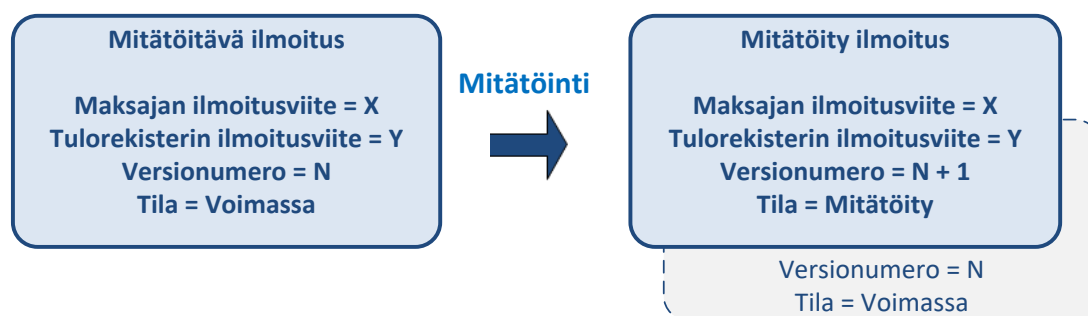 Mitätöitävä ilmoitus
Maksajan ilmoitusviite = X
Tulorekisterin ilmoitusviite = Y
Versionumero = N
Tila = Voimassa
Mitätöinti
Mitätöity ilmoitus
Maksajan ilmoitusviite = X
Tulorekisterin ilmoitusviite = Y
Versionumero = N + 1
Tila = Mitätöity
Versionumero = N
Tila = Voimassa